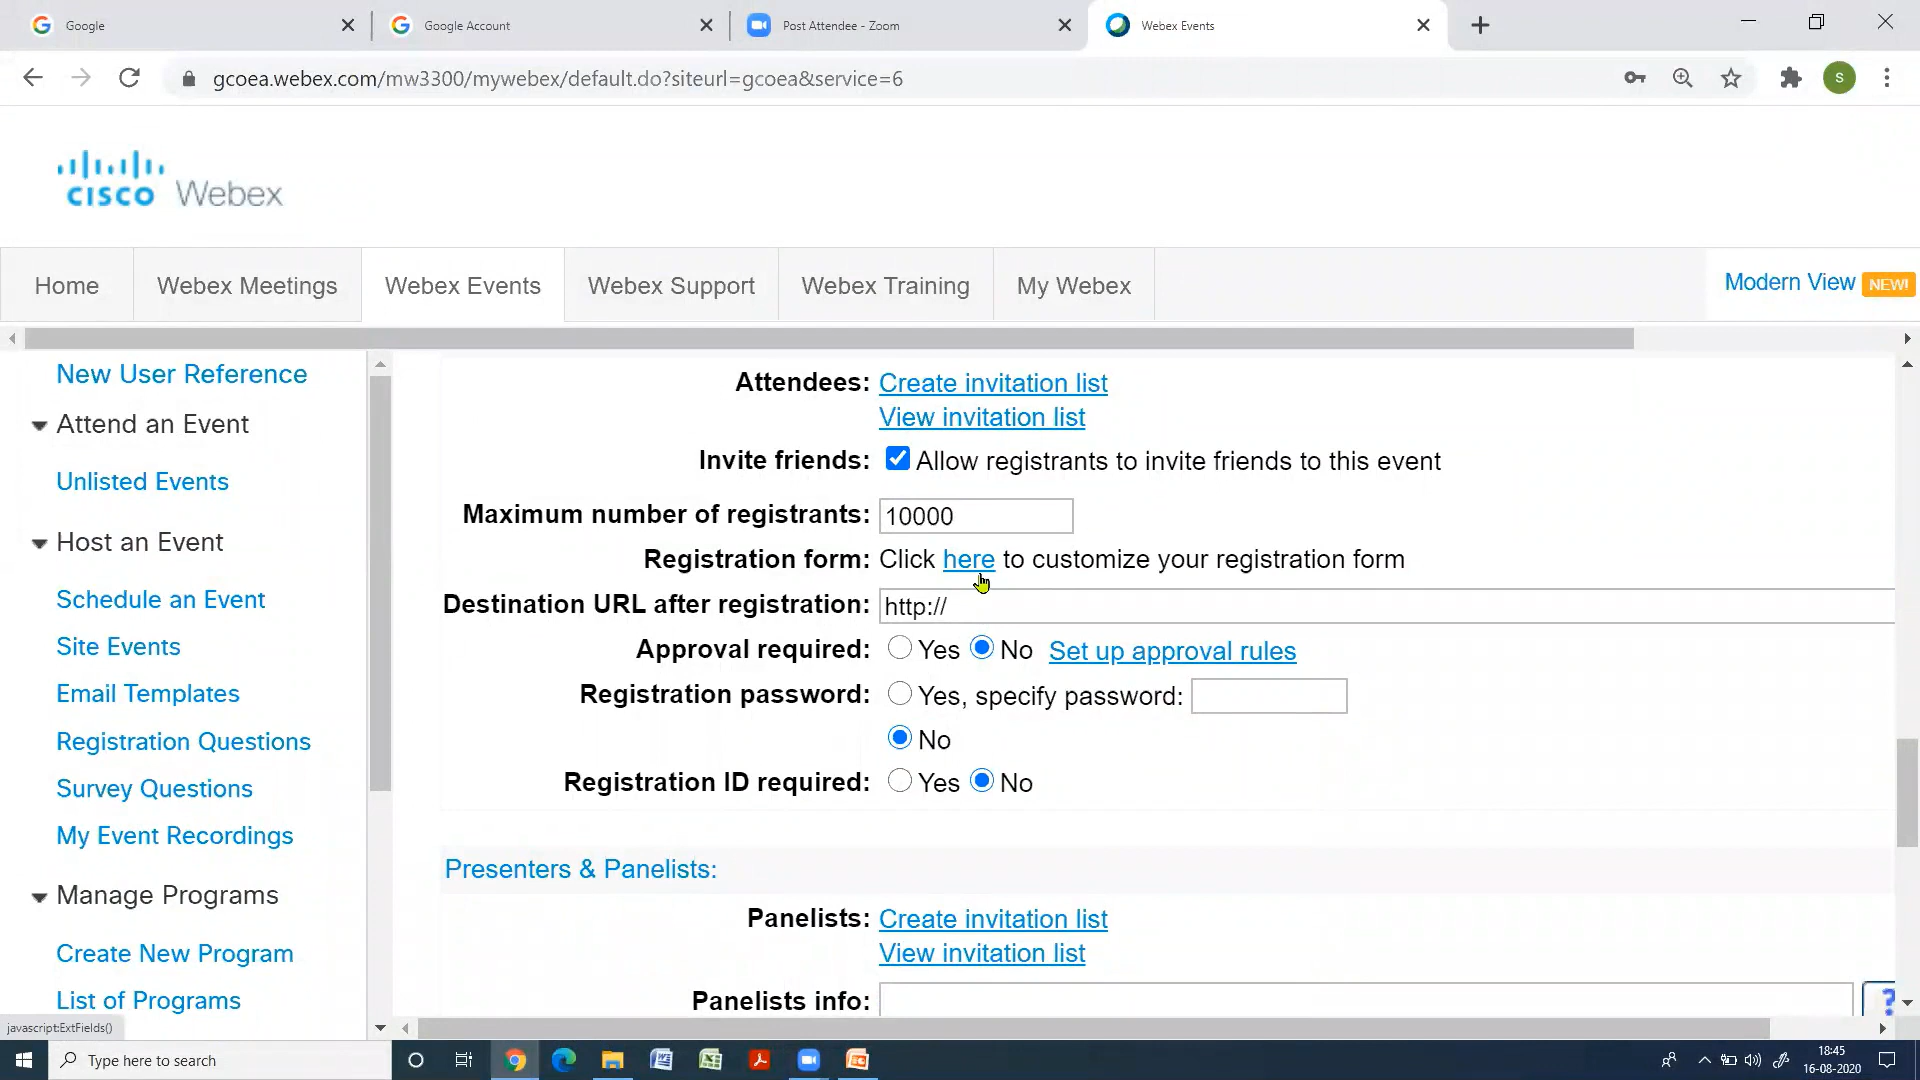 Google
Google Account
Post Attendee - Zoom
Webex Events
gcoea.webex.com/mw3300/mywebex/default.do?siteurl=gcoea&service=6
S
CISCO Webex
Home
Webex Meetings
Webex Events
Webex Support
Webex Training
My Webex
Modern View NEW!
New User Reference
Attend an Event
Unlisted Events
Host an Event
Schedule an Event
Site Events
Email Templates
Registration Questions
Survey Questions
My Event Recordings
Manage Programs
Create New Program
List of Programs
Attendees: Create invitation list
View invitation list
Invite friends: Allow registrants to invite friends to this event
Maximum number of registrants: 10000
Registration form: Click here to customize your registration form
Destination URL after registration: http://
Approval required: Yes No Set up approval rules
Registration password: Yes, specify password:
No
Registration ID required: Yes No
Presenters & Panelists:
Panelists: Create invitation list
View invitation list
Panelists info: ?
javascript:ExtFields()
Type here to search
18:45
16-08-2020